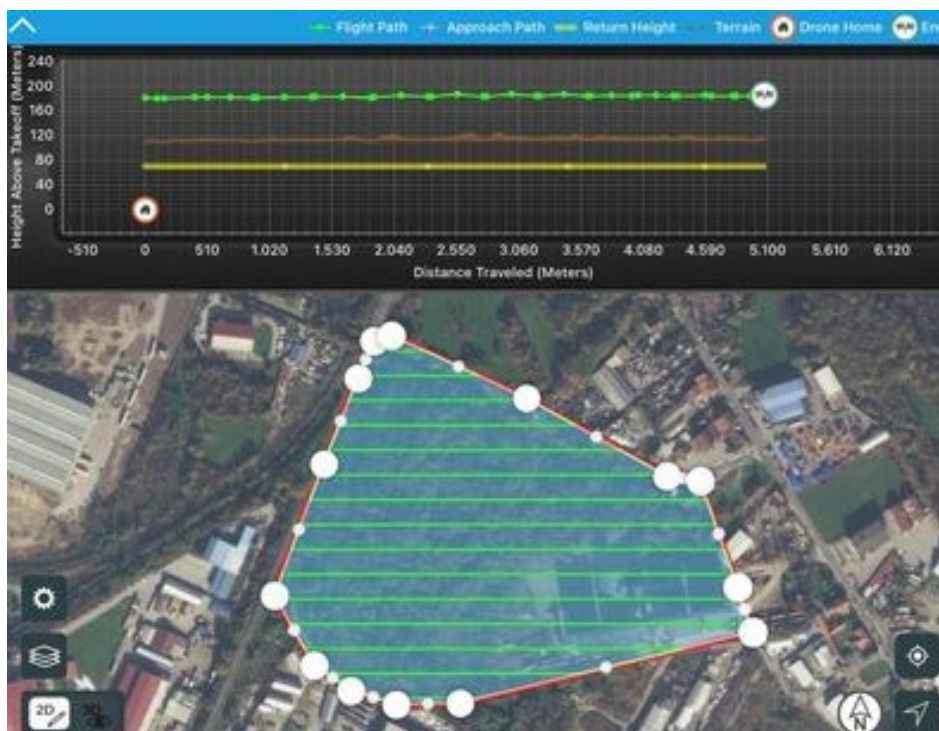 Flight Path Approach Path Return Height Terrain Drone Home En
Height Above Takeoff (Meters)
240
200
160
120
80
40
0
-510 0 510 1.020 1.530 2.040 2.550 3.060 3.570 4.080 4.590 5.100 5.610 6.120
Distance Traveled (Meters)
2D
3D
N